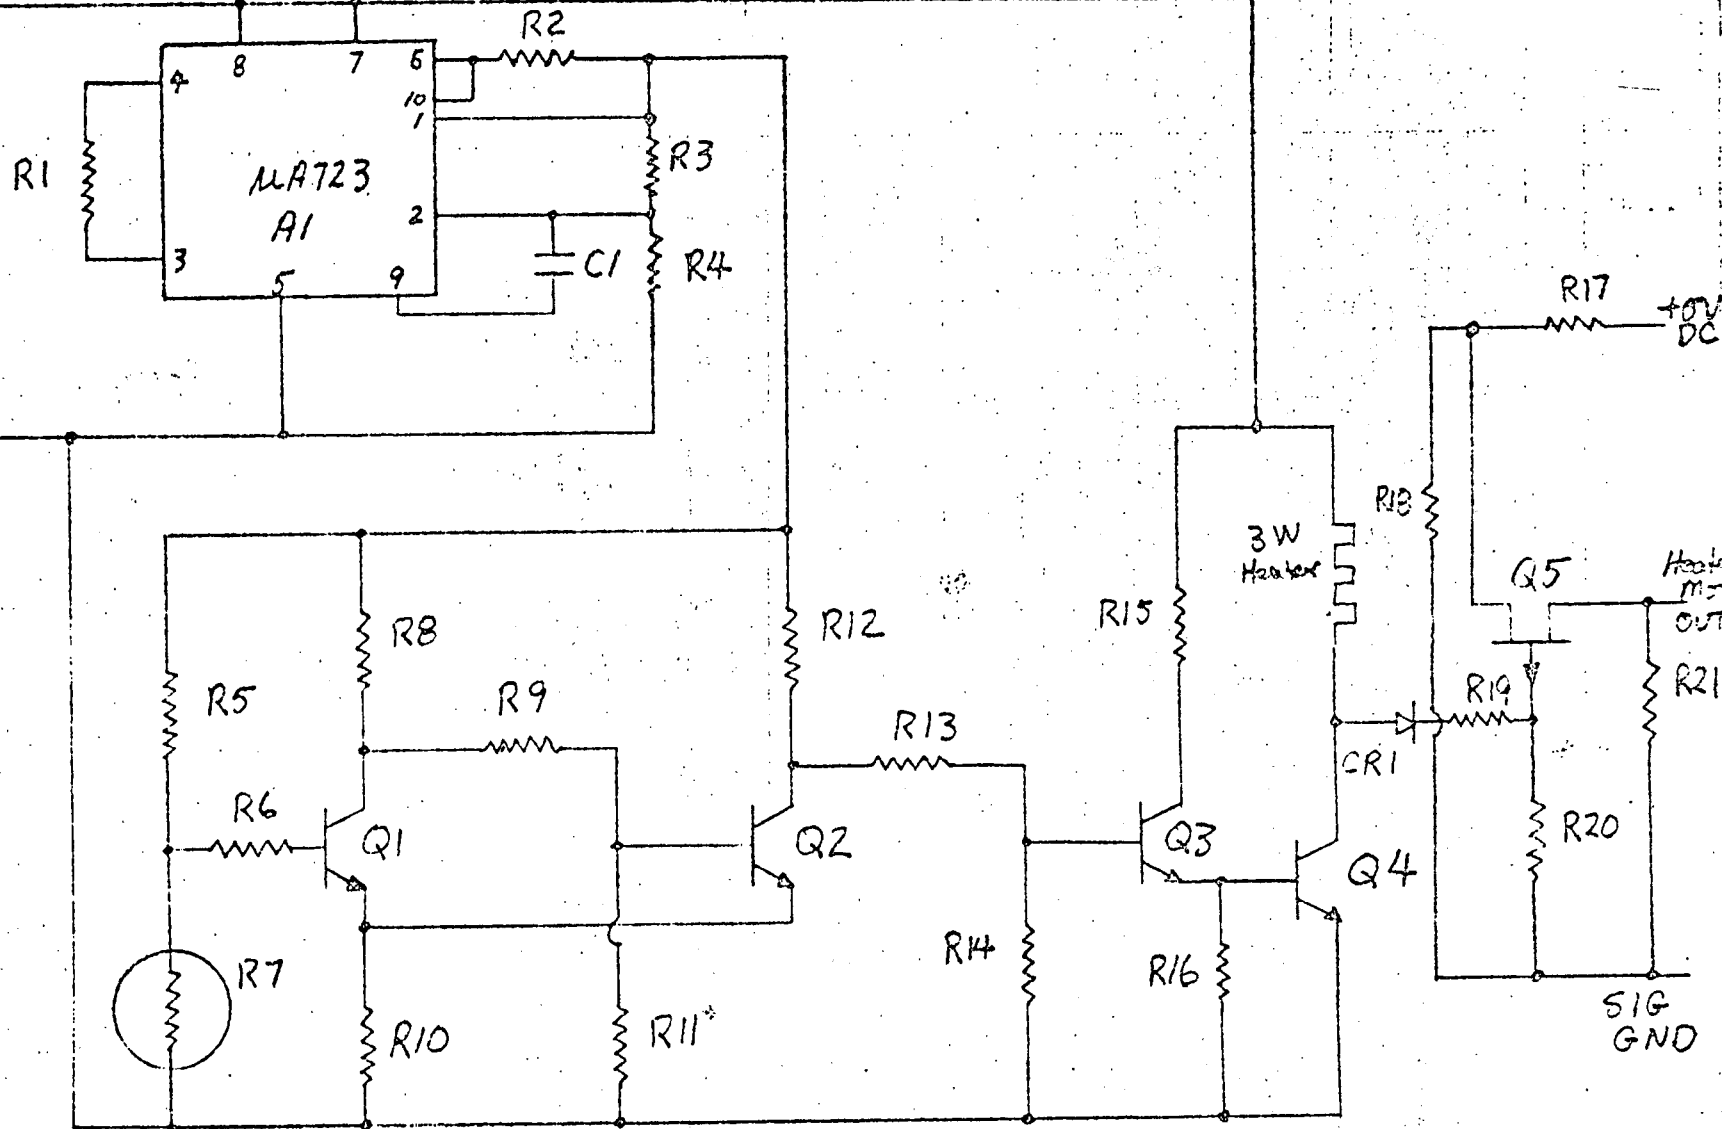 R2
8
7
6
4
10
1
R1
R3
µA723
A1
2
3
5
9
C1
R4
R17
+
DC
R18
3W
Heater
Q5
OUT
R15
R8
R12
R5
R9
R19
R21
R13
CR1
R6
Q1
Q2
Q3
Q4
R20
R7
R14
R16
R10
R11*
SIG
GND